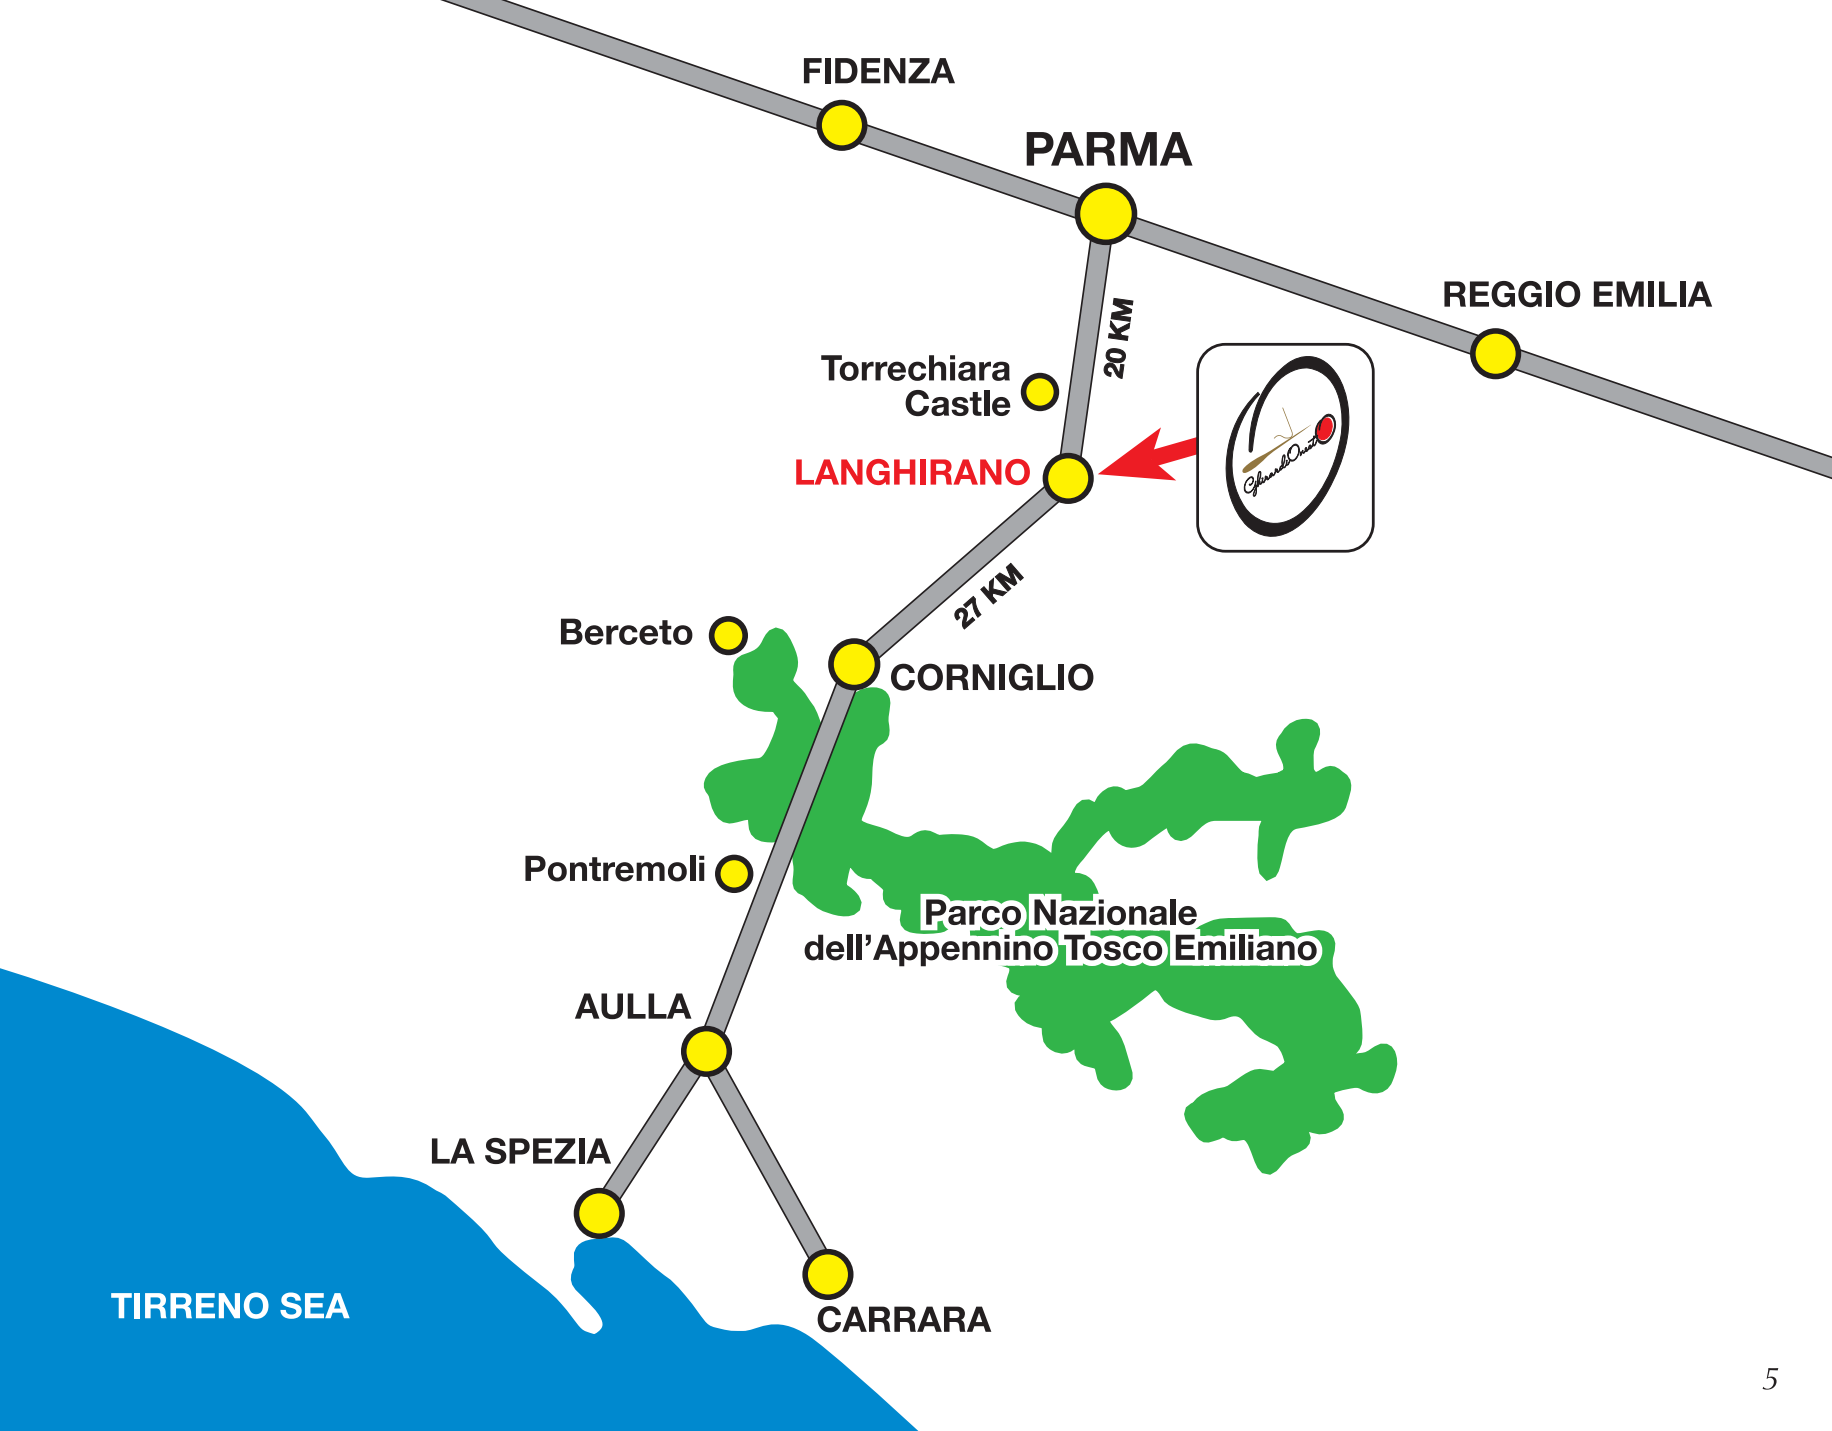 FIDENZA
PARMA
REGGIO EMILIA
20 KM
Torrechiara
Castle
LANGHIRANO
GhirardiOnesto
27 KM
Berceto
CORNIGLIO
Pontremoli
Parco Nazionale
dell'Appennino Tosco Emiliano
AULLA
LA SPEZIA
TIRRENO SEA
CARRARA
5